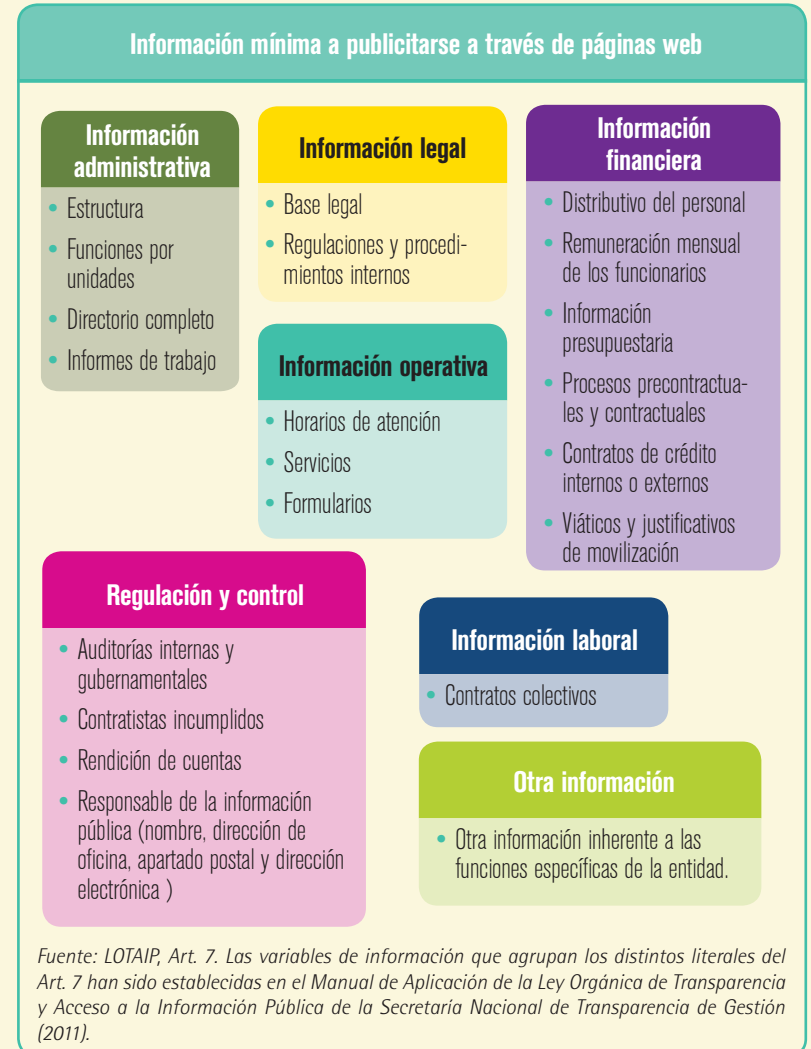 Información mínima a publicitarse a través de páginas web
Información
administrativa
• Estructura
• Funciones por
unidades
• Directorio completo
• Informes de trabajo
Información legal
• Base legal
• Regulaciones y procedi-
mientos internos
Información operativa
• Horarios de atención
• Servicios
• Formularios
Información
financiera
• Distributivo del personal
• Remuneración mensual
de los funcionarios
• Información
presupuestaria
• Procesos precontractua-
les y contractuales
• Contratos de crédito
internos o externos
• Viáticos y justificativos
de movilización
Regulación y control
• Auditorías internas y
gubernamentales
• Contratistas incumplidos
• Rendición de cuentas
• Responsable de la información
pública (nombre, dirección de
oficina, apartado postal y dirección
electrónica )
Información laboral
• Contratos colectivos
Otra información
• Otra información inherente a las
funciones específicas de la entidad.
Fuente: LOTAIP, Art. 7. Las variables de información que agrupan los distintos literales del
Art. 7 han sido establecidas en el Manual de Aplicación de la Ley Orgánica de Transparencia
y Acceso a la Información Pública de la Secretaría Nacional de Transparencia de Gestión
(2011).